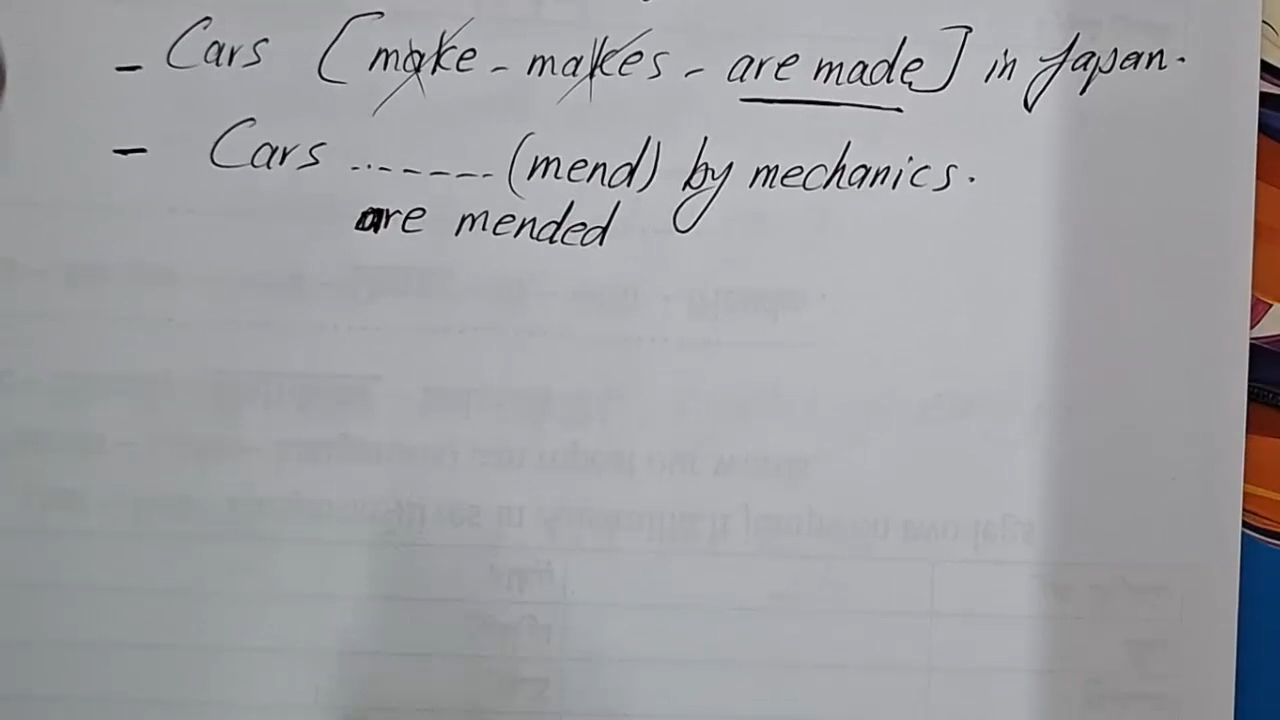 - Cars [make - makes - are made] in Japan.
- Cars ....... (mend) by mechanics.
are mended